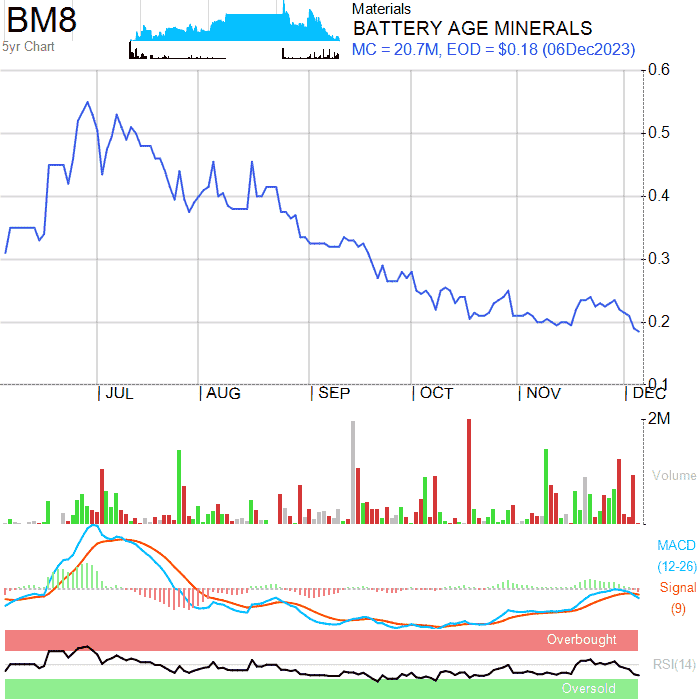 BM8
5yr Chart
Materials
BATTERY AGE MINERALS
MC = 20.7M, EOD = $0.18 (06Dec2023)
0.6
0.5
0.4
0.3
0.2
0.1
JUL AUG SEP OCT NOV DEC
2M
Volume
MACD
(12-26)
Signal
(9)
Overbought
RSI(14)
Oversold